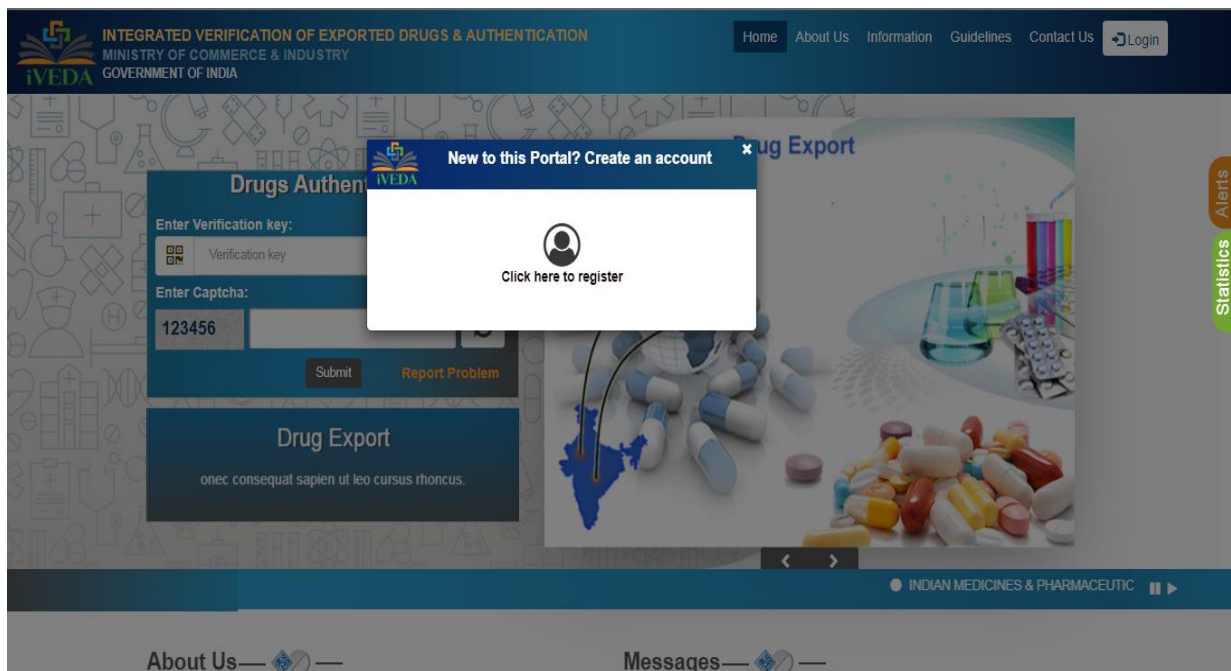 INTEGRATED VERIFICATION OF EXPORTED DRUGS & AUTHENTICATION
MINISTRY OF COMMERCE & INDUSTRY
GOVERNMENT OF INDIA
iVEDA
Home About Us Information Guidelines Contact Us Login
New to this Portal? Create an account ×
iVEDA
Click here to register
Drugs Authen
Enter Verification key:
Verification key
Enter Captcha:
123456
Submit Report Problem
Drug Export
onec consequat sapien ut leo cursus rhoncus.
ug Export
Alerts
Statistics
INDIAN MEDICINES & PHARMACEUTIC
About Us
Messages